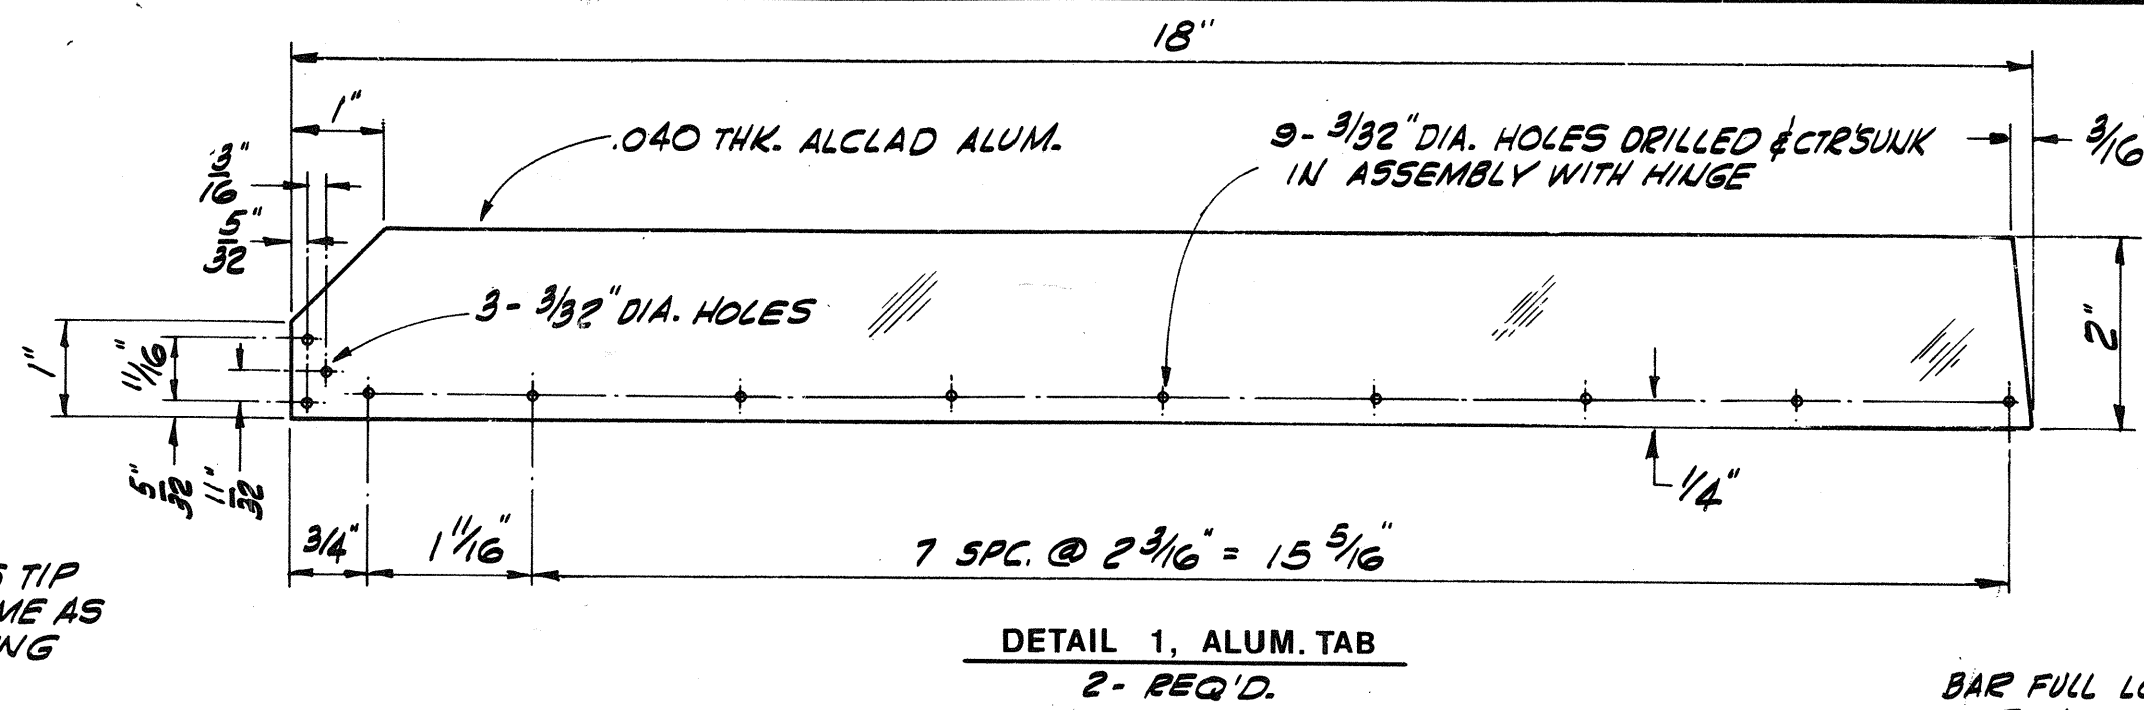 18"
1"
.040 THK. ALCLAD ALUM.
9- 3/32" DIA. HOLES DRILLED & CTR'SUNK
IN ASSEMBLY WITH HINGE
3/16
3/16"
5/32"
3- 3/32" DIA. HOLES
1"
11/16"
2"
5/32"
11/32"
1/4"
3/4"
1 11/16"
7 SPC. @ 2 3/16" = 15 5/16"
TIP
AS
DETAIL 1, ALUM. TAB
2- REQ'D.
BAR FULL